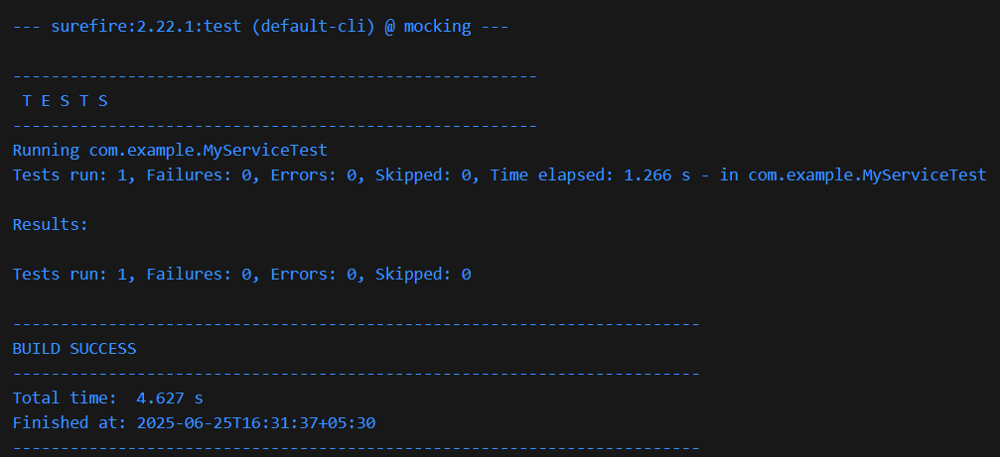 --- surefire:2.22.1:test (default-cli) @ mocking ---
-------------------------------------------------------
T E S T S
-------------------------------------------------------
Running com.example.MyServiceTest
Tests run: 1, Failures: 0, Errors: 0, Skipped: 0, Time elapsed: 1.266 s - in com.example.MyServiceTest
Results:
Tests run: 1, Failures: 0, Errors: 0, Skipped: 0
------------------------------------------------------------------------
BUILD SUCCESS
------------------------------------------------------------------------
Total time:  4.627 s
Finished at: 2025-06-25T16:31:37+05:30
------------------------------------------------------------------------